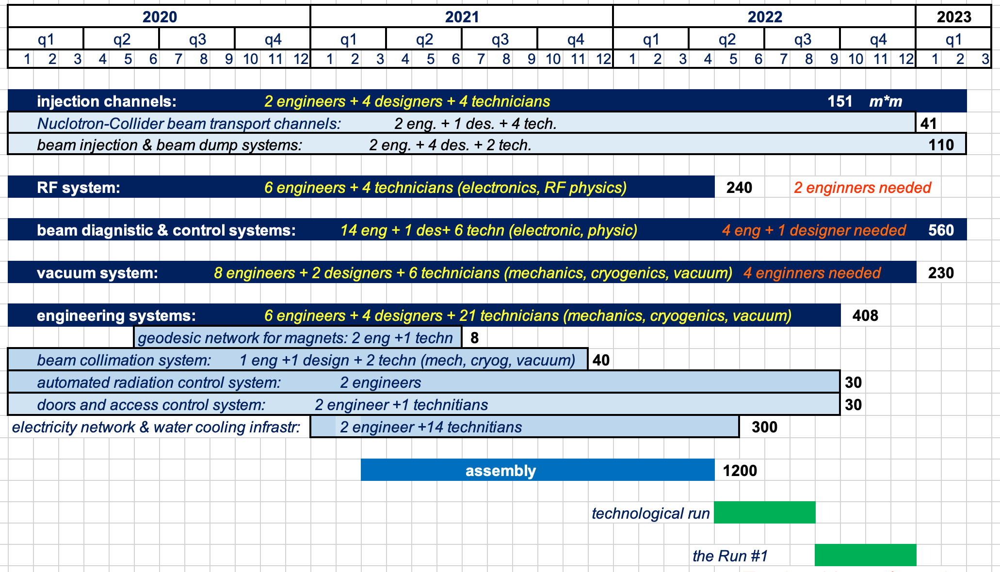 2020 2021 2022 2023
q1 q2 q3 q4 q1 q2 q3 q4 q1 q2 q3 q4 q1
1 2 3 4 5 6 7 8 9 10 11 12 1 2 3 4 5 6 7 8 9 10 11 12 1 2 3 4 5 6 7 8 9 10 11 12 1 2 3
injection channels: 2 engineers + 4 designers + 4 technicians 151 m*m
Nuclotron-Collider beam transport channels: 2 eng. + 1 des. + 4 tech. 41
beam injection & beam dump systems: 2 eng. + 4 des. + 2 tech. 110
RF system: 6 engineers + 4 technicians (electronics, RF physics) 240 2 enginners needed
beam diagnistic & control systems: 14 eng + 1 des+ 6 techn (electronic, physic) 4 eng + 1 designer needed 560
vacuum system: 8 engineers + 2 designers + 6 technicians (mechanics, cryogenics, vacuum) 4 enginners needed 230
engineering systems: 6 engineers + 4 designers + 21 technicians (mechanics, cryogenics, vacuum) 408
geodesic network for magnets: 2 eng +1 techn 8
beam collimation system: 1 eng +1 design + 2 techn (mech, cryog, vacuum) 40
automated radiation control system: 2 engineers 30
doors and access control system: 2 engineer +1 technitians 30
electricity network & water cooling infrastr: 2 engineer +14 technitians 300
assembly 1200
technological run
the Run #1